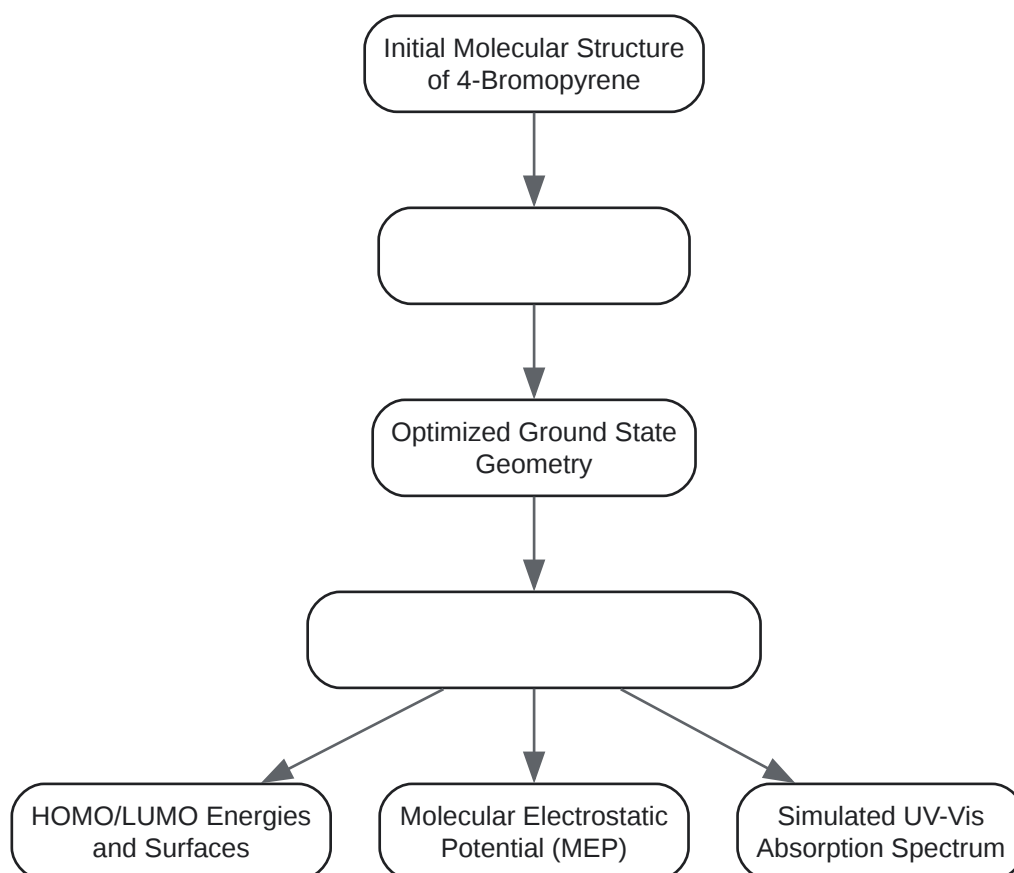 Initial Molecular Structure
of 4-Bromopyrene
Optimized Ground State
Geometry
HOMO/LUMO Energies
and Surfaces
Molecular Electrostatic
Potential (MEP)
Simulated UV-Vis
Absorption Spectrum